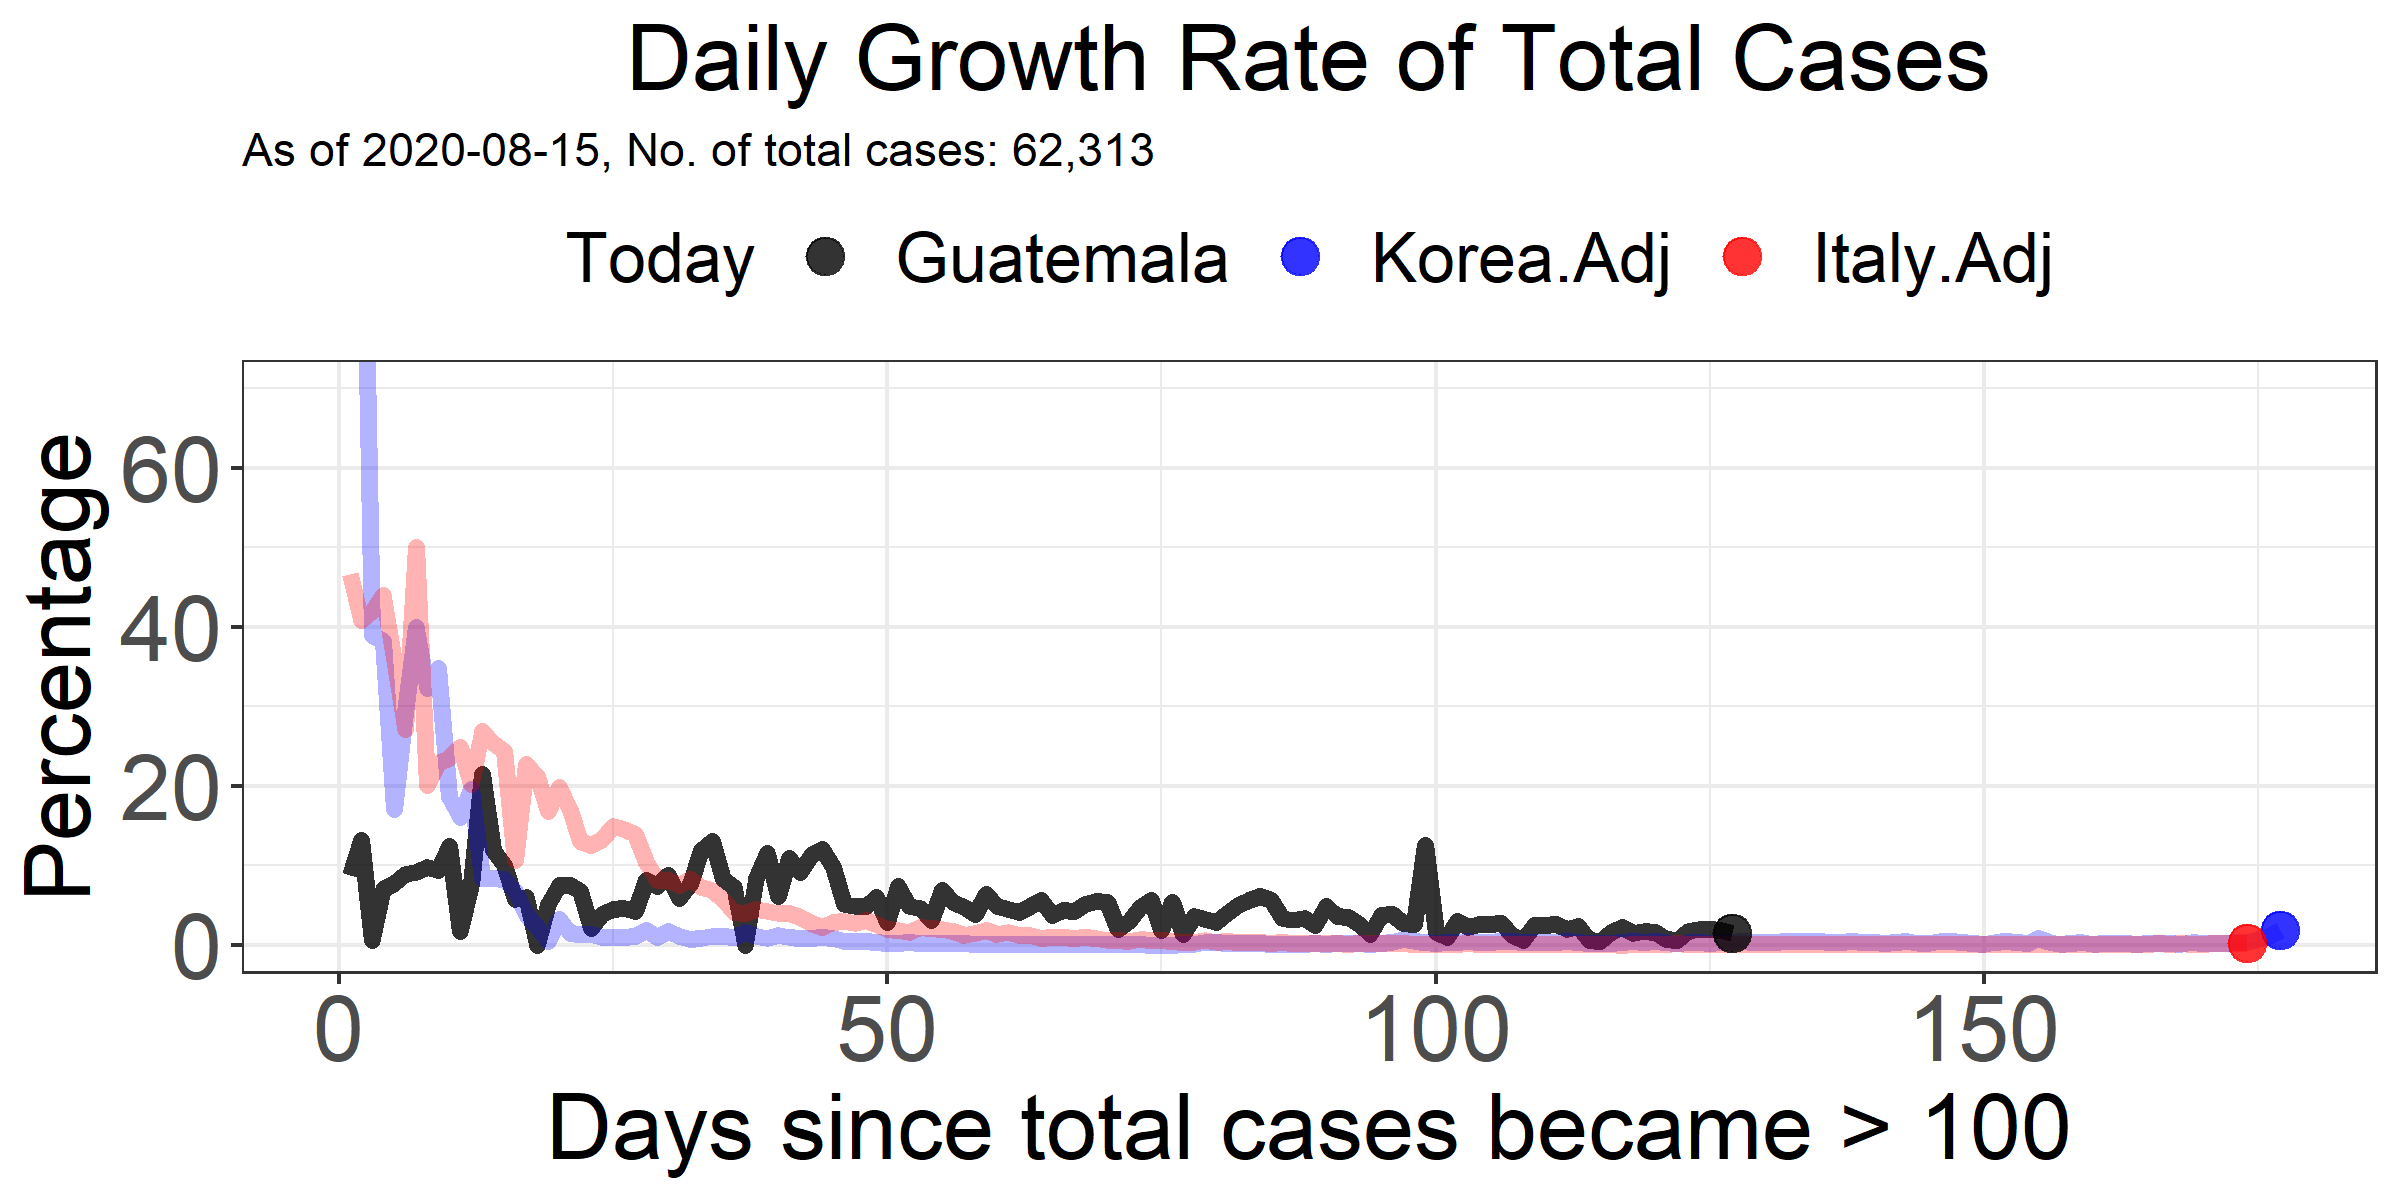 Daily Growth Rate of Total Cases
As of 2020-08-15, No. of total cases: 62,313
Today Guatemala Korea.Adj Italy.Adj
Percentage
60
40
20
0
0 50 100 150
Days since total cases became > 100